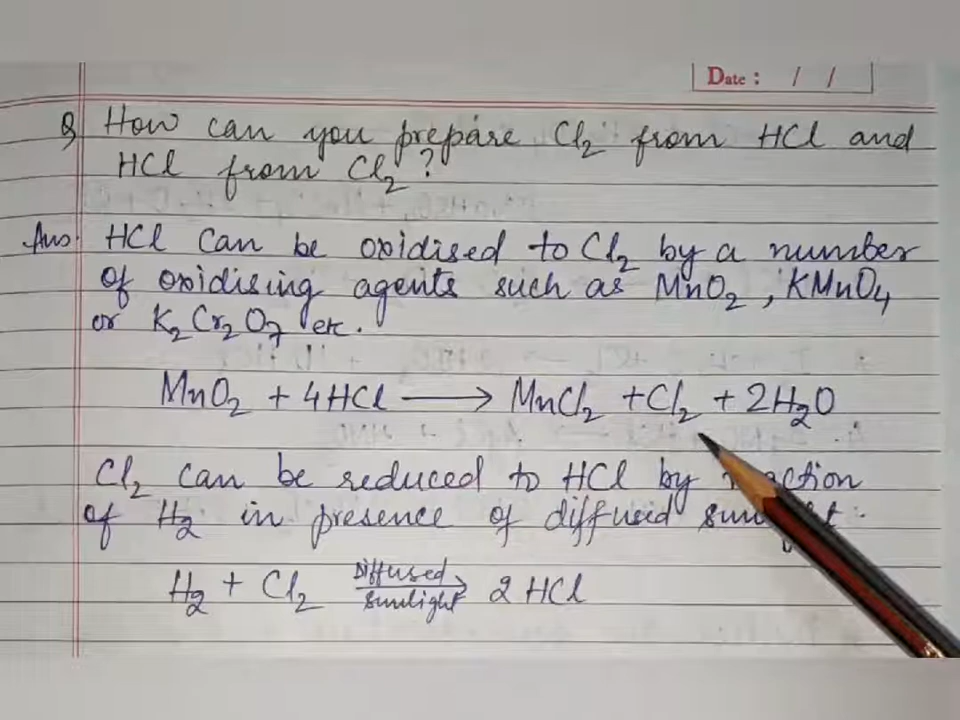 Date : / /
Q How can you prepare Cl₂ from HCl and
HCl from Cl₂?
Ans. HCl can be oxidised to Cl₂ by a number
of oxidising agents such as MnO₂, KMnO₄
or K₂Cr₂O₇ etc.
MnO₂ + 4HCl ⟶ MnCl₂ + Cl₂ + 2H₂O
Cl₂ can be reduced to HCl by
of H₂ in presence of diffused
H₂ + Cl₂ Diffused sunlight → 2 HCl